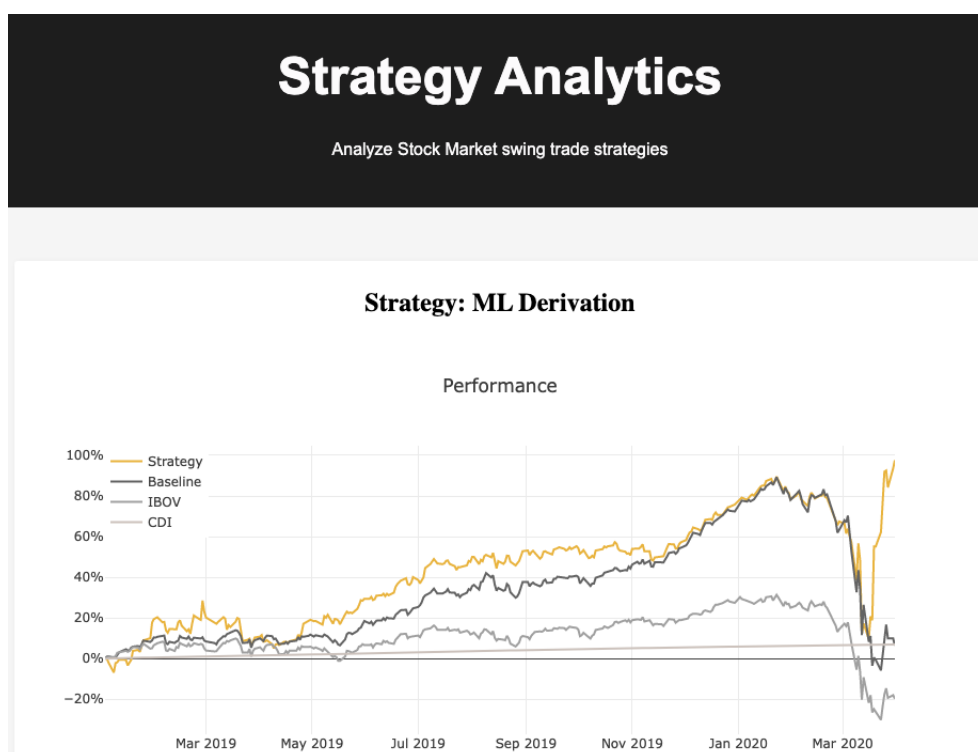 Strategy Analytics
Analyze Stock Market swing trade strategies
Strategy: ML Derivation
Performance
100%
80%
60%
40%
20%
0%
−20%
Strategy
Baseline
IBOV
CDI
Mar 2019
May 2019
Jul 2019
Sep 2019
Nov 2019
Jan 2020
Mar 2020